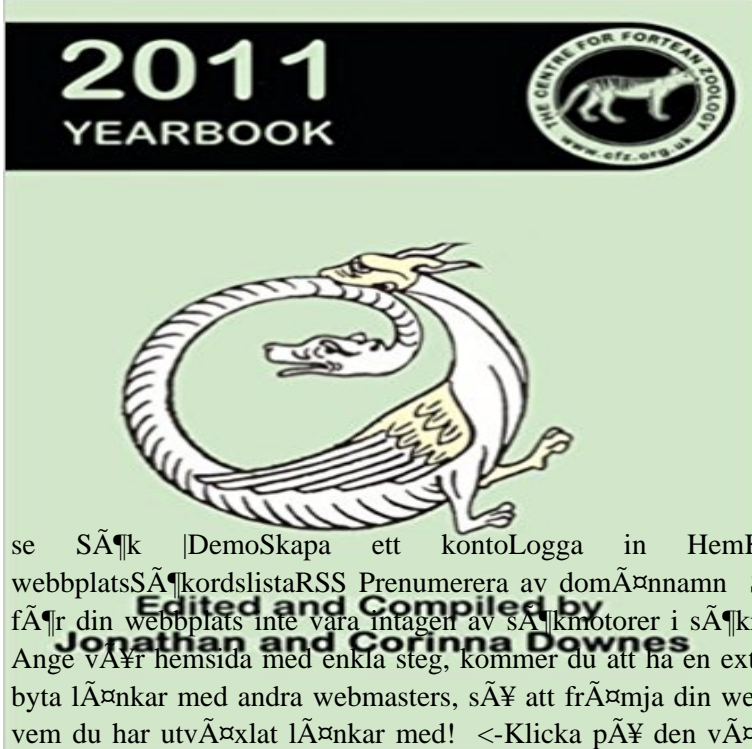 2011
YEARBOOK
THE CENTRE FOR FORTEAN ZOOLOGY
www.cfz.org.uk
se SÃ¶k |DemoSkapa ett kontoLogga in
webbplatsSÃ¶kordslistaRSS Prenumerera av domÃ¤nnamn
fÃ¶r din webbplats inte vara intagen av sÃ¶kmotorer i
Edited and Compiled by
Ange vÃ¥r hemsida med enkla steg, kommer du att ha en
Jonathan and Corinna Downes
byta lÃ¤nkar med andra webmasters, sÃ¥ att frÃ¤mja din
vem du har utvÃ¤xlat lÃ¤nkar med! <-Klicka pÃ¥ den